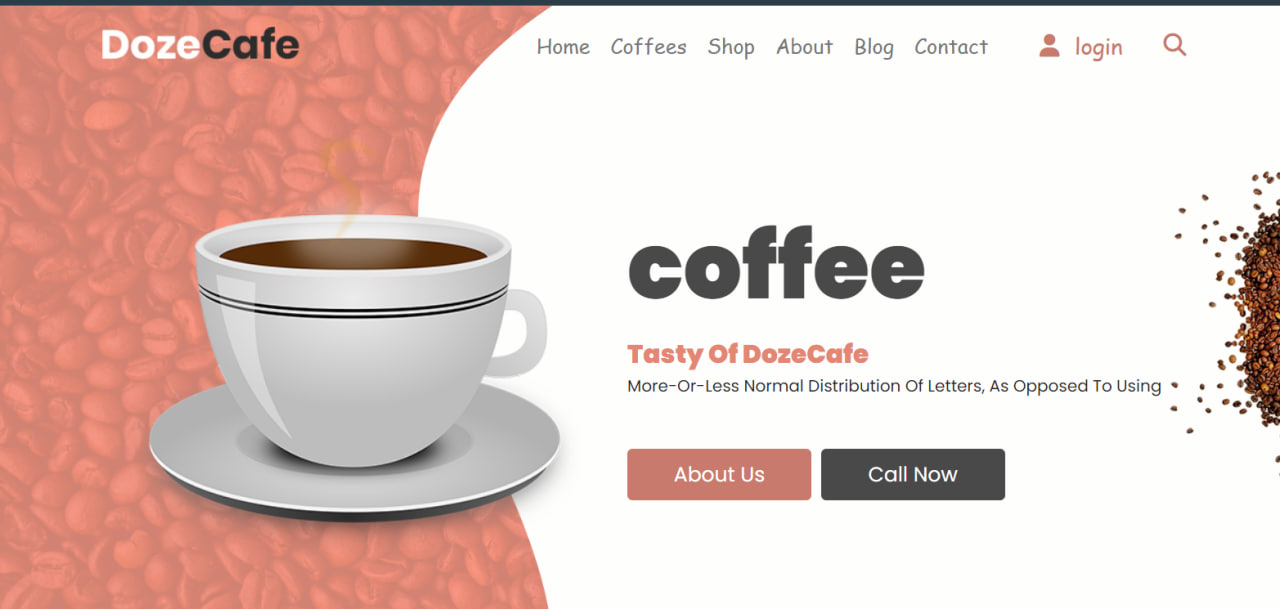 DozeCafe
Home Coffees Shop About Blog Contact login
coffee
Tasty Of DozeCafe
More-Or-Less Normal Distribution Of Letters, As Opposed To Using
About Us
Call Now